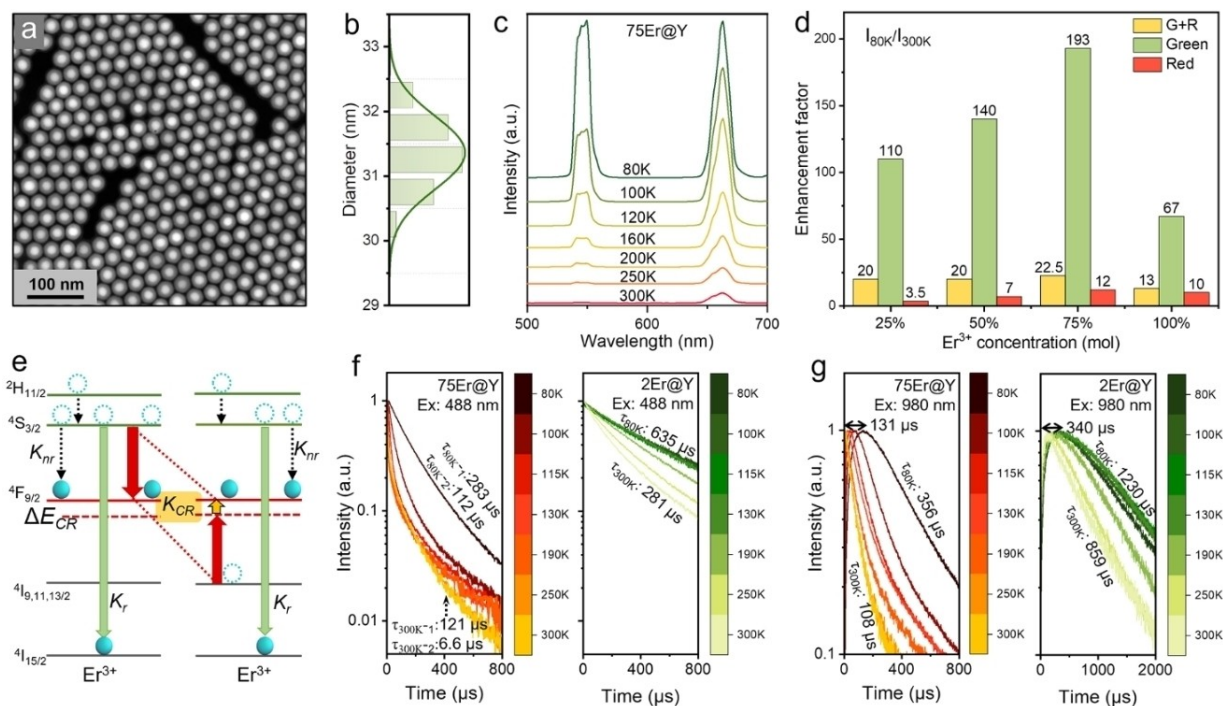 a
100 nm
b
Diameter (nm)
33
32
31
30
29
c
75Er@Y
Intensity (a.u.)
80K
100K
120K
160K
200K
250K
300K
500 600 700
Wavelength (nm)
d
I80K/I300K
G+R
Green
Red
Enhancement factor
200
150
100
50
0
20 110 3.5
20 140 7
22.5 193 12
13 67 10
25% 50% 75% 100%
Er³⁺ concentration (mol)
e
²H₁₁/₂
⁴S₃/₂
Knr
Knr
⁴F₉/₂
KCR
ΔECR
⁴I₉,₁₁,₁₃/₂
Kr
Kr
⁴I₁₅/₂
Er³⁺ Er³⁺
f
75Er@Y
Ex: 488 nm
Intensity (a.u.)
1
0.1
0.01
τ80K-1:283 μs
τ80K-2:112 μs
τ300K-1:121 μs
τ300K-2:6.6 μs
0 400 800
Time (μs)
80K
100K
115K
130K
190K
250K
300K
2Er@Y
Ex: 488 nm
τ80K: 635 μs
τ300K: 281 μs
0 400 800
Time (μs)
80K
100K
115K
130K
190K
250K
300K
g
75Er@Y
Ex: 980 nm
131 μs
Intensity (a.u.)
1
0.1
τ80K: 356 μs
τ300K: 108 μs
0 400 800
Time (μs)
80K
100K
115K
130K
190K
250K
300K
2Er@Y
Ex: 980 nm
340 μs
τ80K: 1230 μs
τ300K: 859 μs
0 1000 2000
Time (μs)
80K
100K
115K
130K
190K
250K
300K